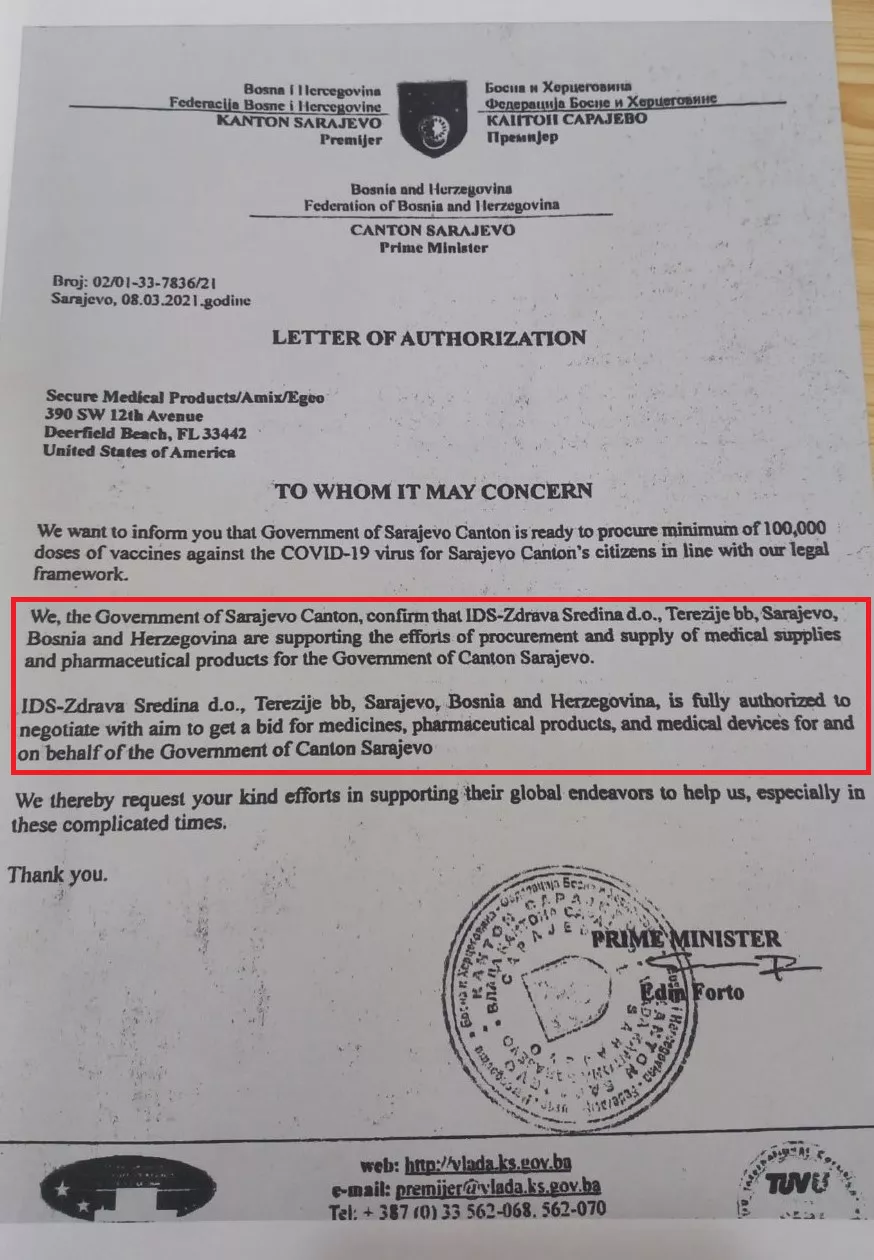 Bosna i Hercegovina
Federacija Bosne i Hercegovine
KANTON SARAJEVO
Premijer
Босна и Херцеговина
Федерација Босне и Херцеговине
КАНТОН САРАЈЕВО
Премијер
Bosnia and Herzegovina
Federation of Bosnia and Herzegovina
CANTON SARAJEVO
Prime Minister
Broj: 02/01-33-7836/21
Sarajevo, 08.03.2021.godine
LETTER OF AUTHORIZATION
Secure Medical Products/Amix/Egeo
390 SW 12th Avenue
Deerfield Beach, FL 33442
United States of America
TO WHOM IT MAY CONCERN
We want to inform you that Government of Sarajevo Canton is ready to procure minimum of 100,000
doses of vaccines against the COVID-19 virus for Sarajevo Canton's citizens in line with our legal
framework.
We, the Government of Sarajevo Canton, confirm that IDS-Zdrava Sredina d.o., Terezije bb, Sarajevo,
Bosnia and Herzegovina are supporting the efforts of procurement and supply of medical supplies
and pharmaceutical products for the Government of Canton Sarajevo.
IDS-Zdrava Sredina d.o., Terezije bb, Sarajevo, Bosnia and Herzegovina, is fully authorized to
negotiate with aim to get a bid for medicines, pharmaceutical products, and medical devices for and
on behalf of the Government of Canton Sarajevo
We thereby request your kind efforts in supporting their global endeavors to help us, especially in
these complicated times.
Thank you.
PRIME MINISTER
Edin Forto
web: http://vlada.ks.gov.ba
e-mail: premijer@vlada.ks.gov.ba
Tel: + 387 (0) 33 562-068, 562-070
TUV